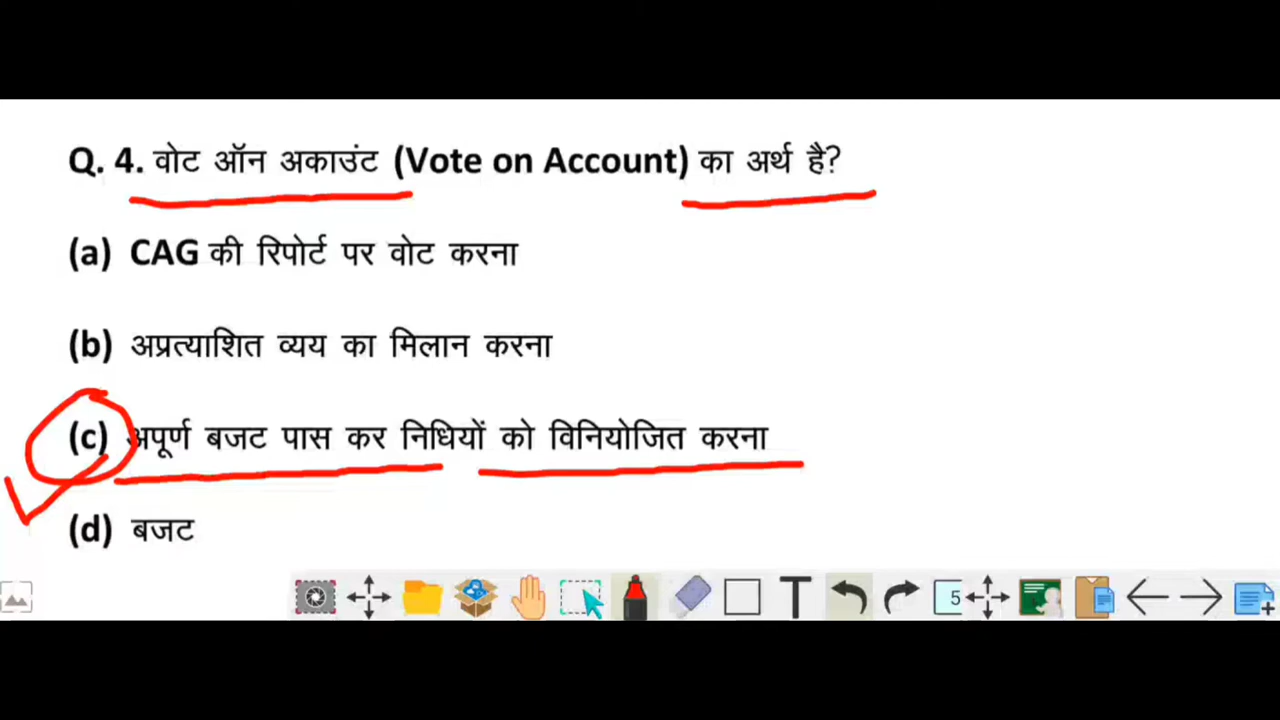 Q. 4. वोट ऑन अकाउंट (Vote on Account) का अर्थ है?
(a) CAG की रिपोर्ट पर वोट करना
(b) अप्रत्याशित व्यय का मिलान करना
(c) अपूर्ण बजट पास कर निधियों को विनियोजित करना
(d) बजट
T 5